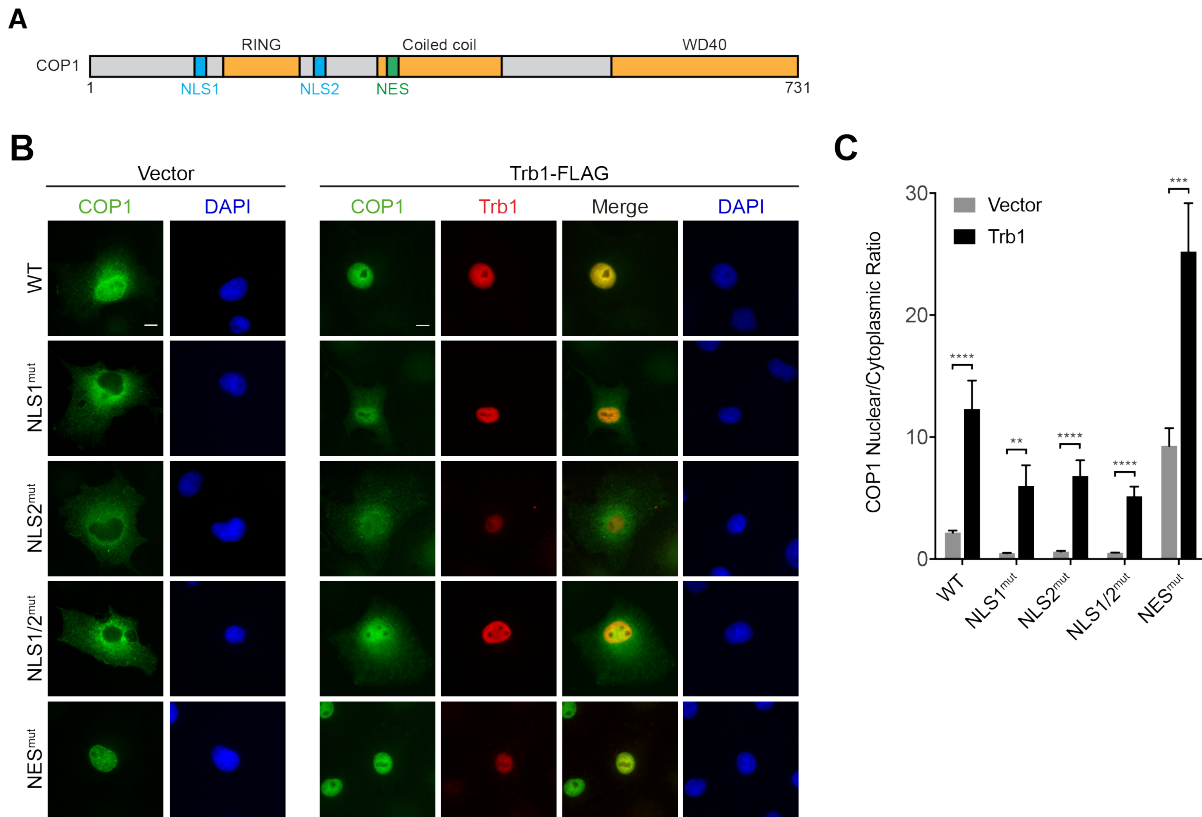 A
RING Coiled coil WD40
COP1
NLS1 NLS2 NES
1 731
B
Vector Trb1-FLAG
COP1 DAPI COP1 Trb1 Merge DAPI
WT
NLS1mut
NLS2mut
NLS1/2mut
NESmut
C
COP1 Nuclear/Cytoplasmic Ratio
30
20
10
0
Vector
Trb1
**** ** **** **** ***
WT NLS1mut NLS2mut NLS1/2mut NESmut